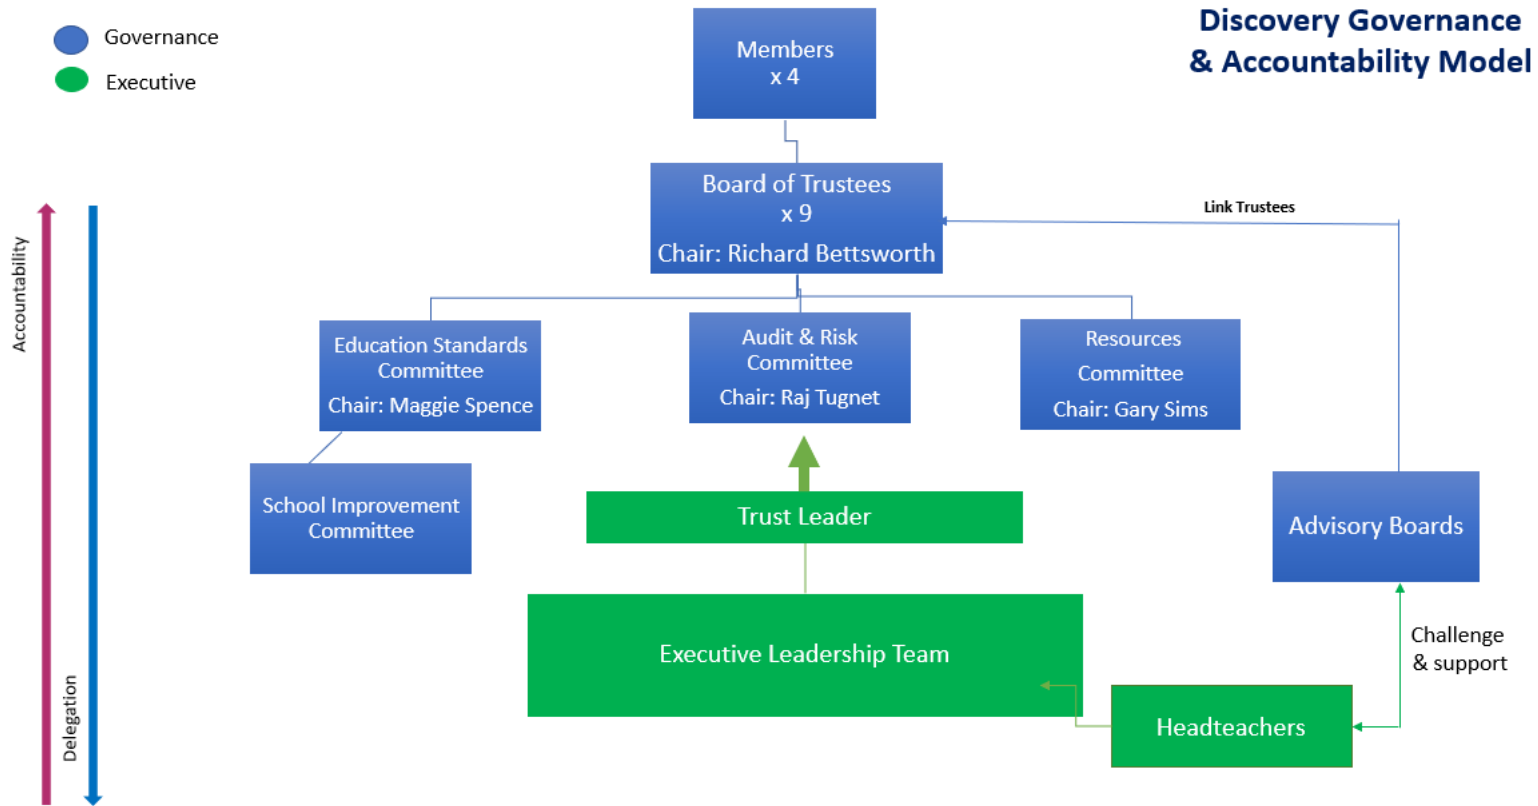 Discovery Governance
& Accountability Model
Governance
Executive
Members
x 4
Board of Trustees
x 9
Chair: Richard Bettsworth
Link Trustees
Accountability
Delegation
Education Standards
Committee
Chair: Maggie Spence
Audit & Risk
Committee
Chair: Raj Tugnet
Resources
Committee
Chair: Gary Sims
School Improvement
Committee
Trust Leader
Advisory Boards
Executive Leadership Team
Challenge
& support
Headteachers